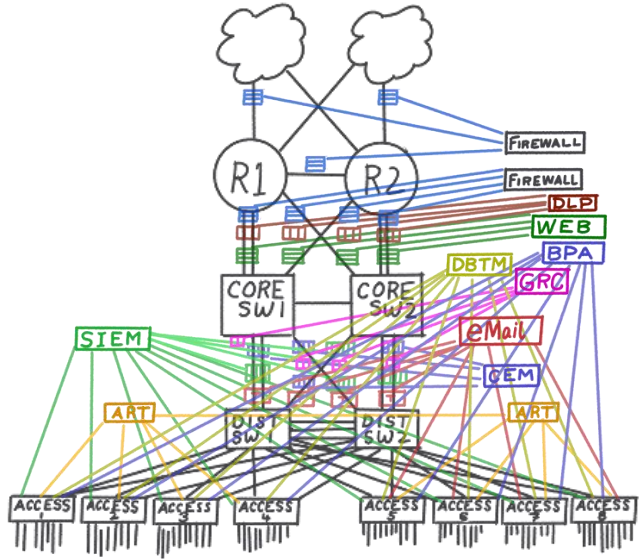 FIREWALL
R1
R2
FIREWALL
DLP
WEB
BPA
DBTM
GRC
CORE
SW1
CORE
SW2
SIEM
eMail
CEM
ART
ART
DIST
SW1
DIST
SW2
ACCESS
1
ACCESS
2
ACCESS
3
ACCESS
4
ACCESS
5
ACCESS
6
ACCESS
7
ACCESS
8